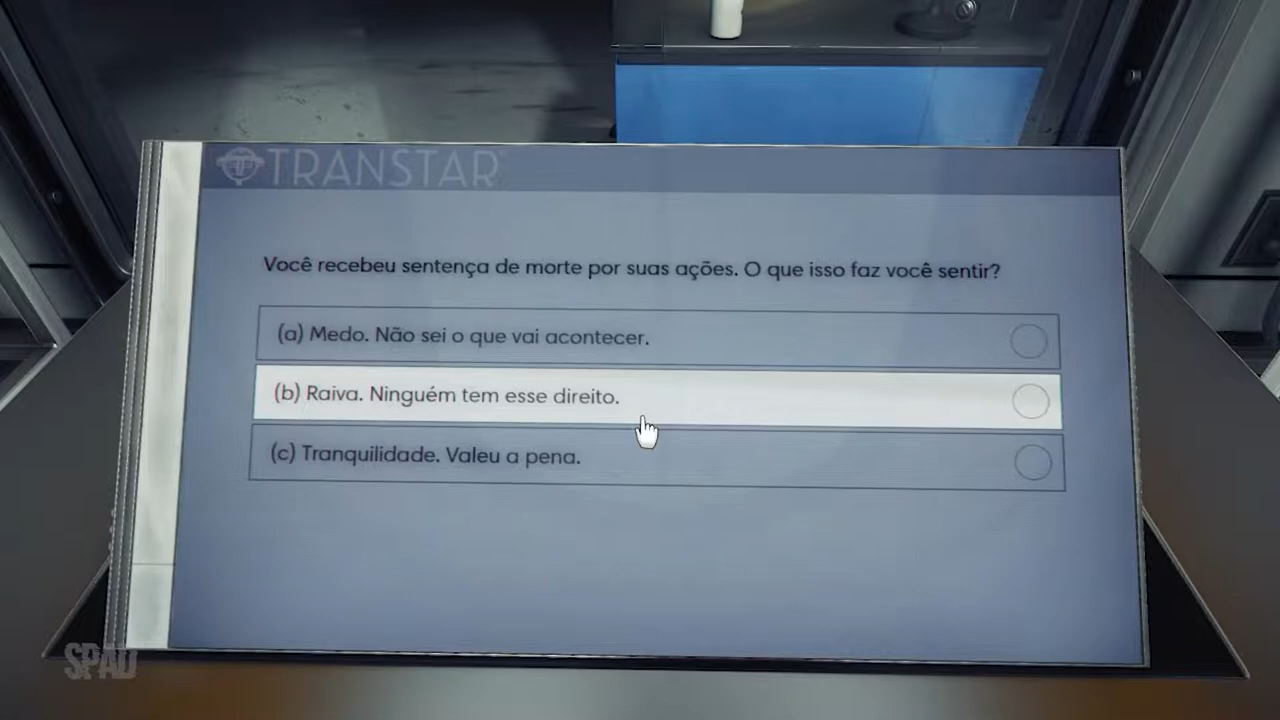 TRANSTAR
Você recebeu sentença de morte por suas ações. O que isso faz você sentir?
(a) Medo. Não sei o que vai acontecer.
(b) Raiva. Ninguém tem esse direito.
(c) Tranquilidade. Valeu a pena.
SPAD